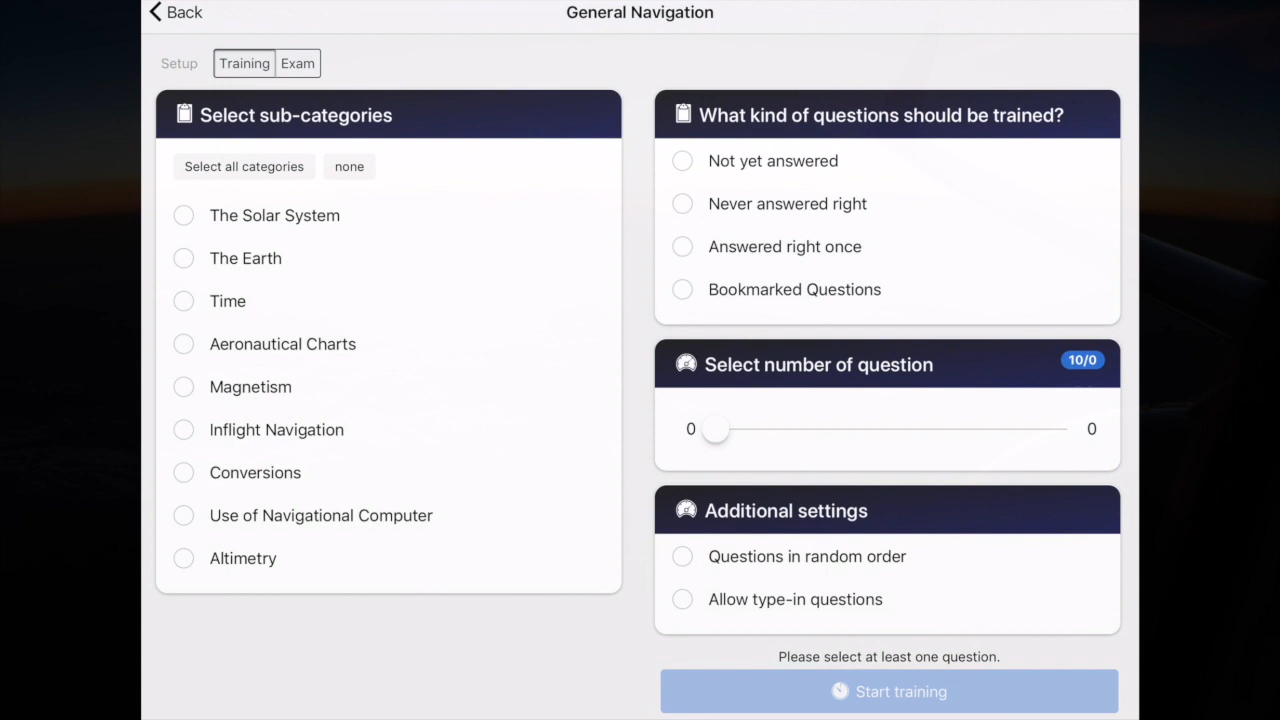 Back
General Navigation
Setup
Training
Exam
Select sub-categories
Select all categories
none
The Solar System
The Earth
Time
Aeronautical Charts
Magnetism
Inflight Navigation
Conversions
Use of Navigational Computer
Altimetry
What kind of questions should be trained?
Not yet answered
Never answered right
Answered right once
Bookmarked Questions
Select number of question
10/0
0
0
Additional settings
Questions in random order
Allow type-in questions
Please select at least one question.
Start training